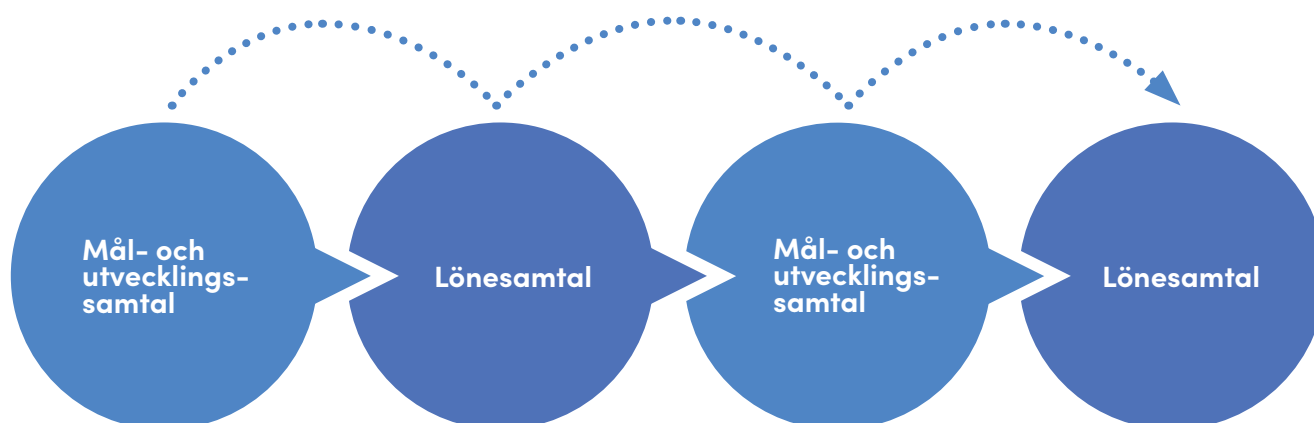 Mål- och
utvecklings-
samtal
Lönesamtal
Mål- och
utvecklings-
samtal
Lönesamtal